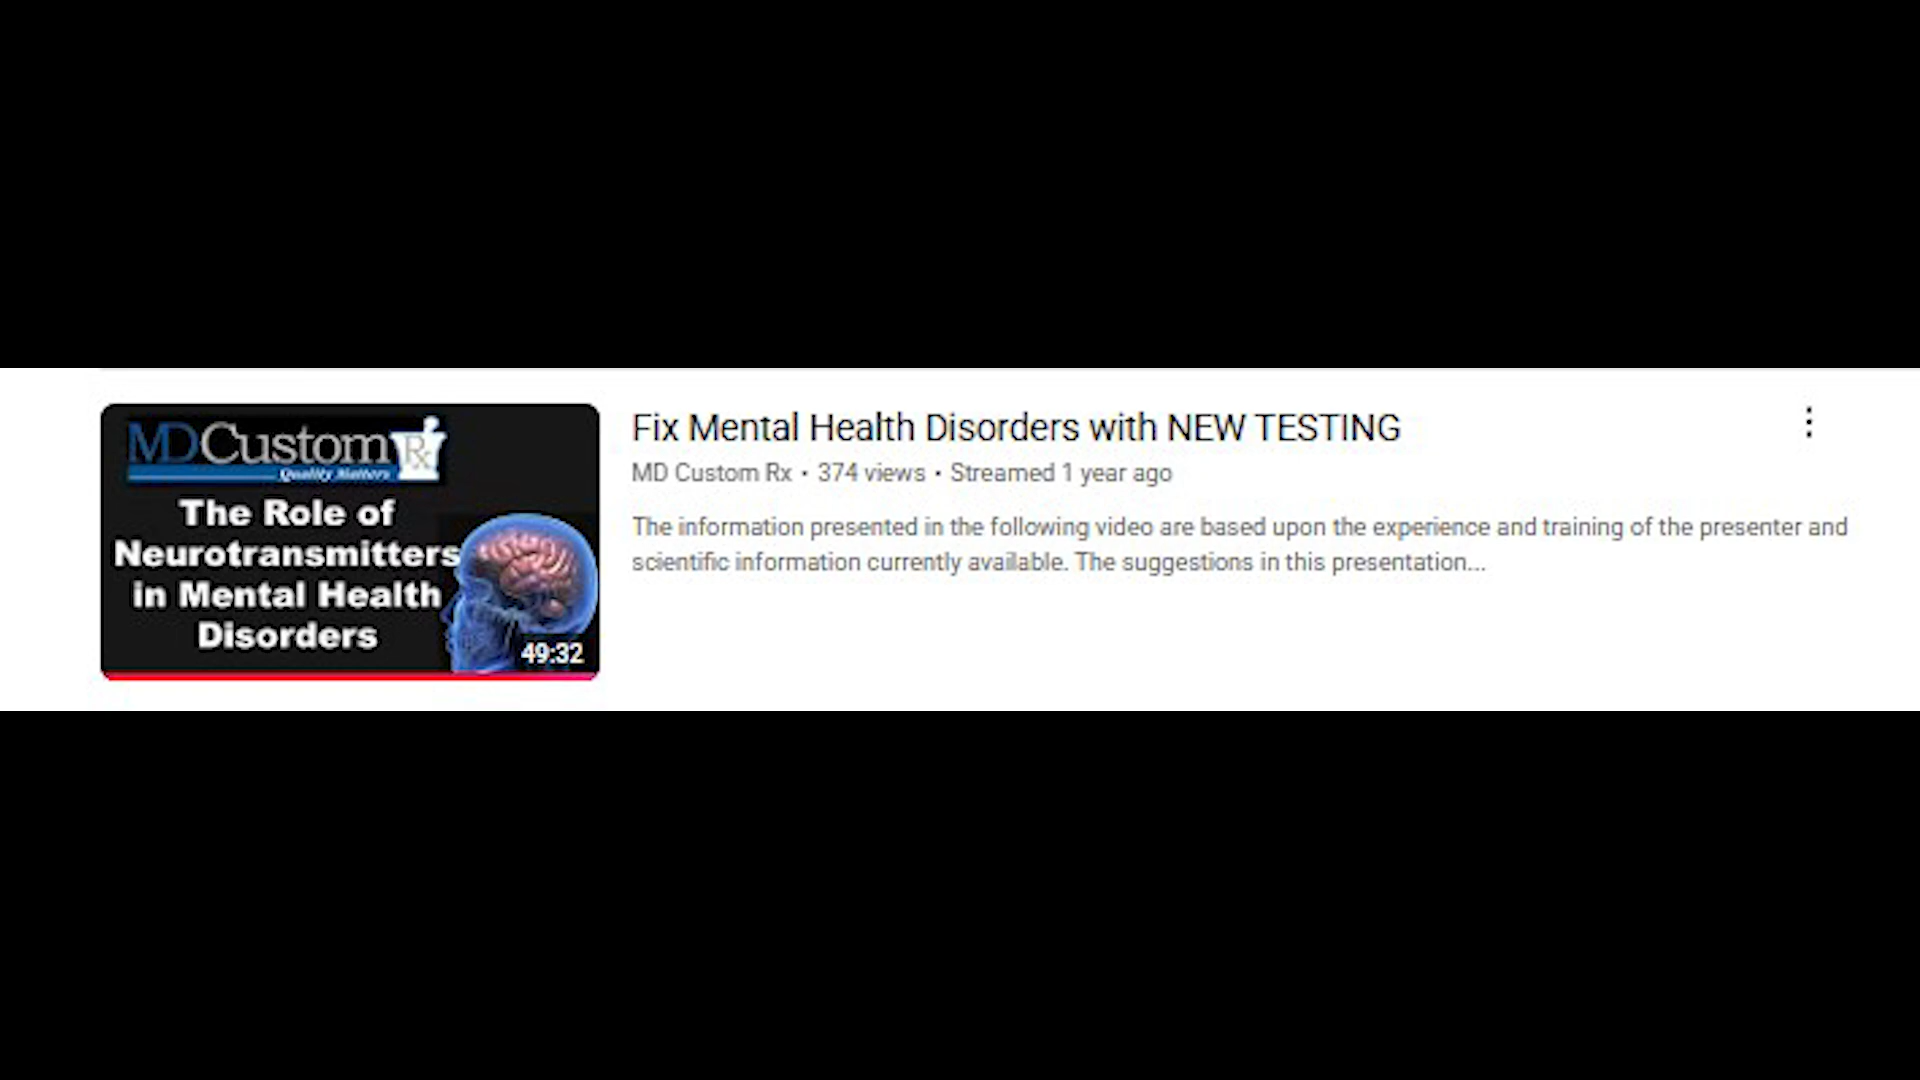 MDCustom Rx
Quality Matters
The Role of
Neurotransmitters
in Mental Health
Disorders
49:32
Fix Mental Health Disorders with NEW TESTING
MD Custom Rx • 374 views • Streamed 1 year ago
The information presented in the following video are based upon the experience and training of the presenter and
scientific information currently available. The suggestions in this presentation...